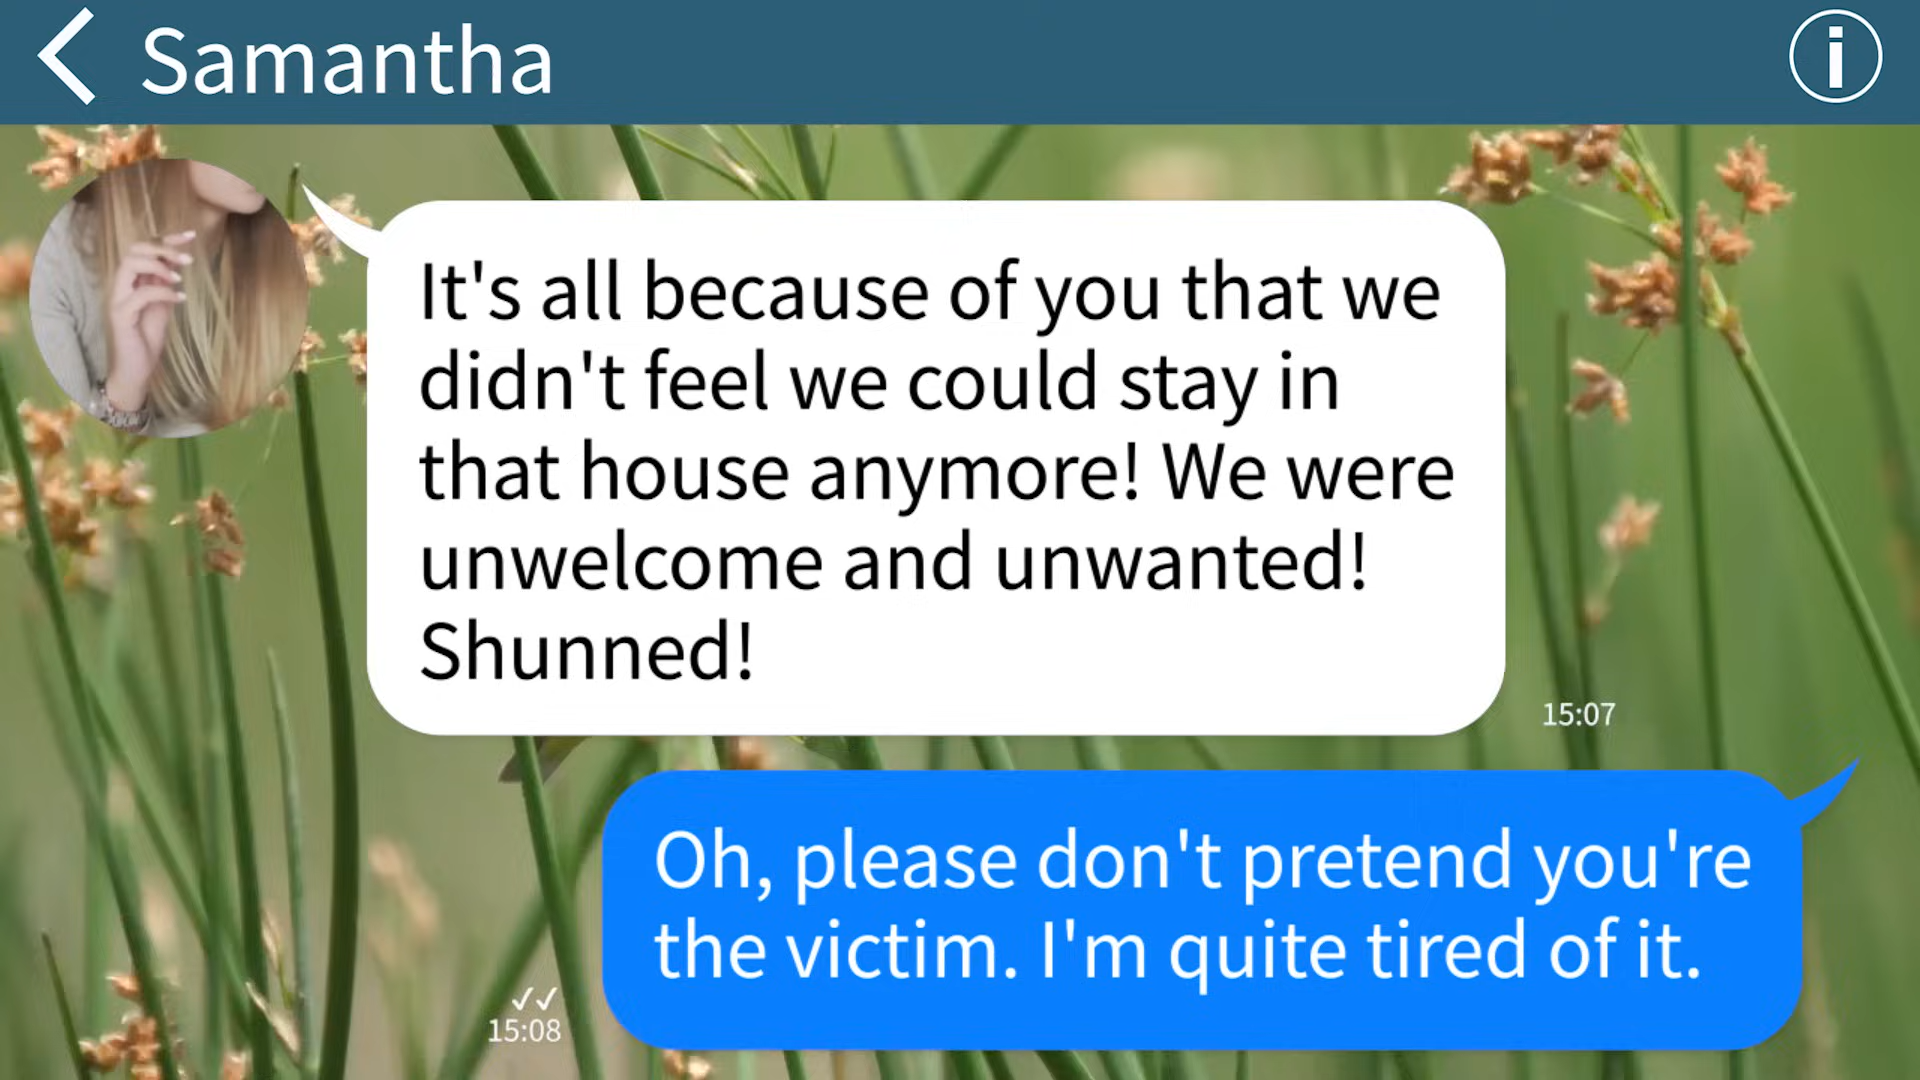 Samantha
It's all because of you that we
didn't feel we could stay in
that house anymore! We were
unwelcome and unwanted!
Shunned!
15:07
Oh, please don't pretend you're
the victim. I'm quite tired of it.
15:08